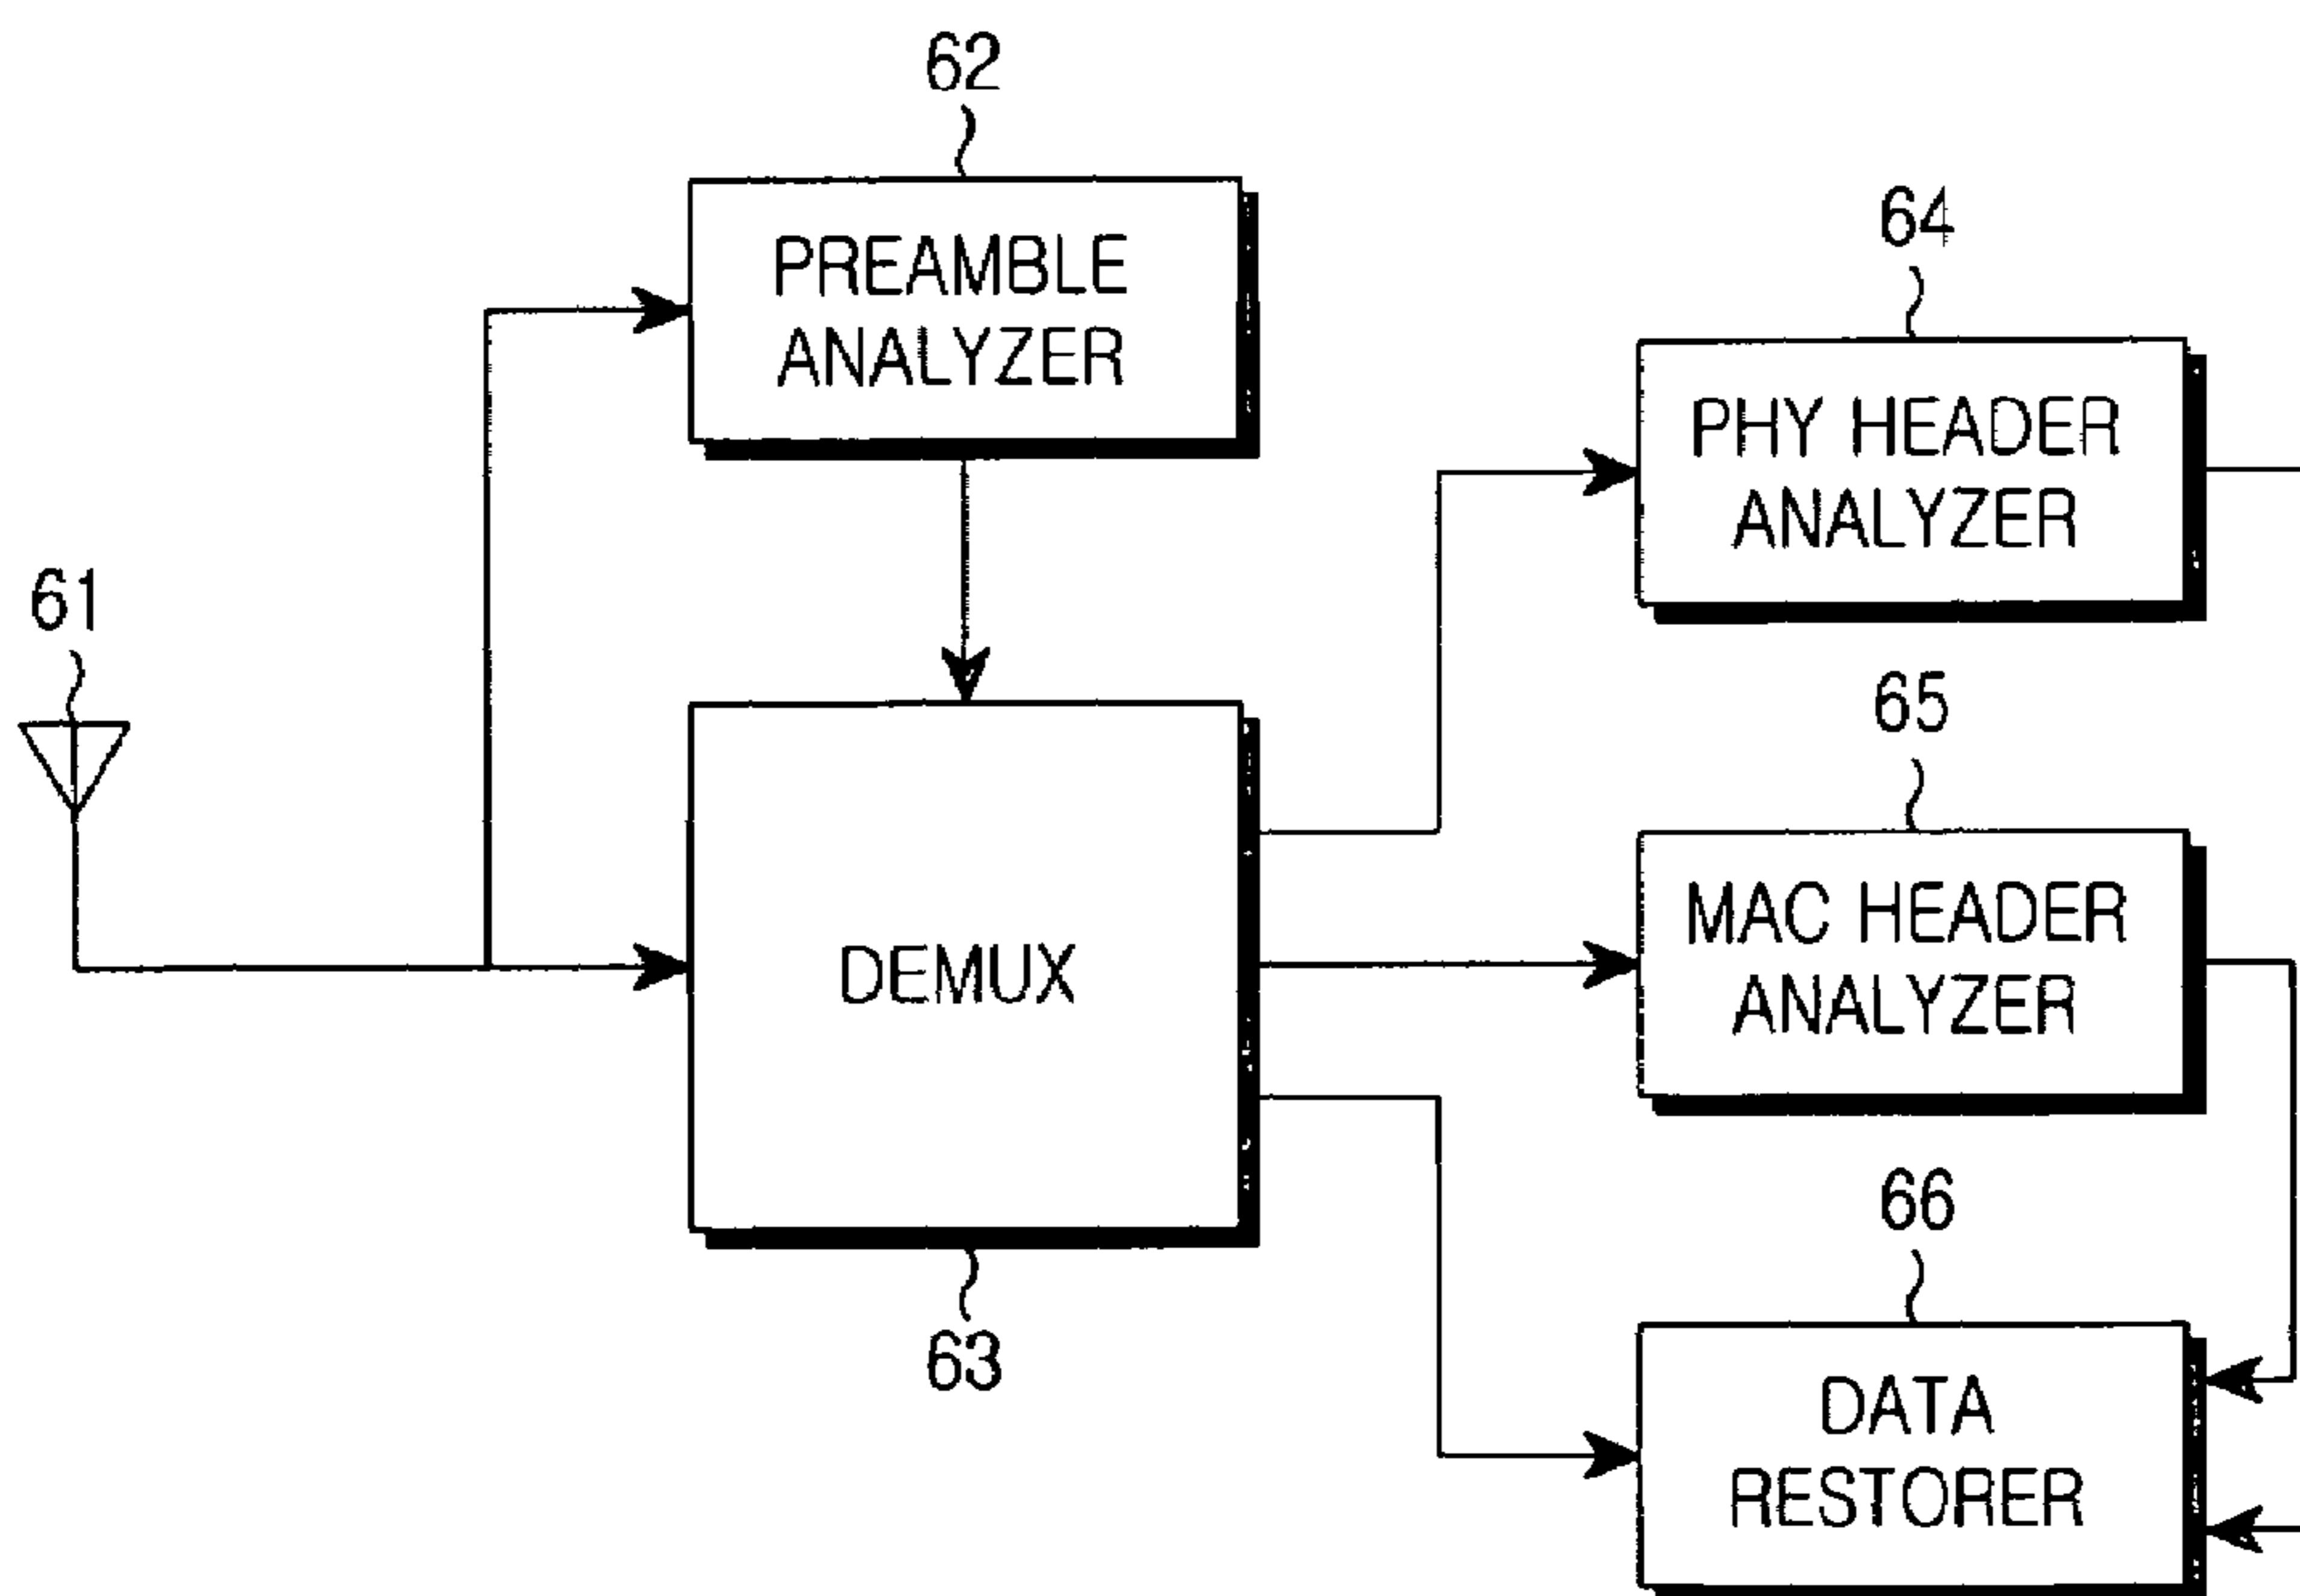 62
PREAMBLE
ANALYZER
64
PHY HEADER
ANALYZER
61
65
DEMUX
MAC HEADER
ANALYZER
63
66
DATA
RESTORER